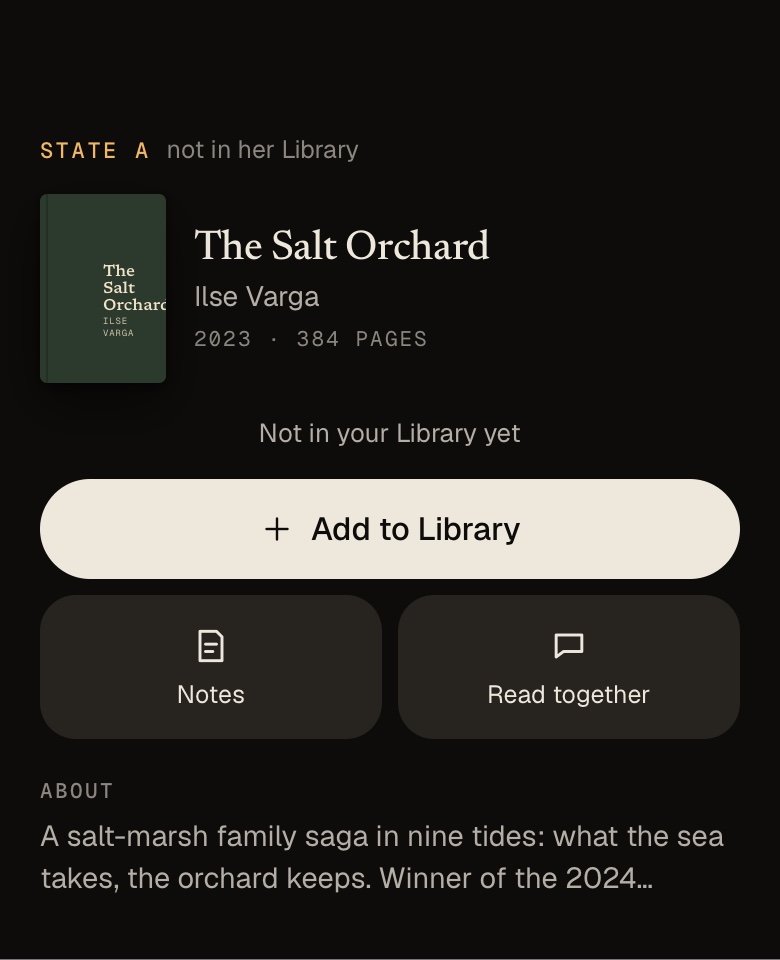 STATE A not in her Library
The
Salt
Orchard
ILSE
VARGA
The Salt Orchard
Ilse Varga
2023 · 384 PAGES
Not in your Library yet
+ Add to Library
Notes
Read together
ABOUT
A salt-marsh family saga in nine tides: what the sea
takes, the orchard keeps. Winner of the 2024…